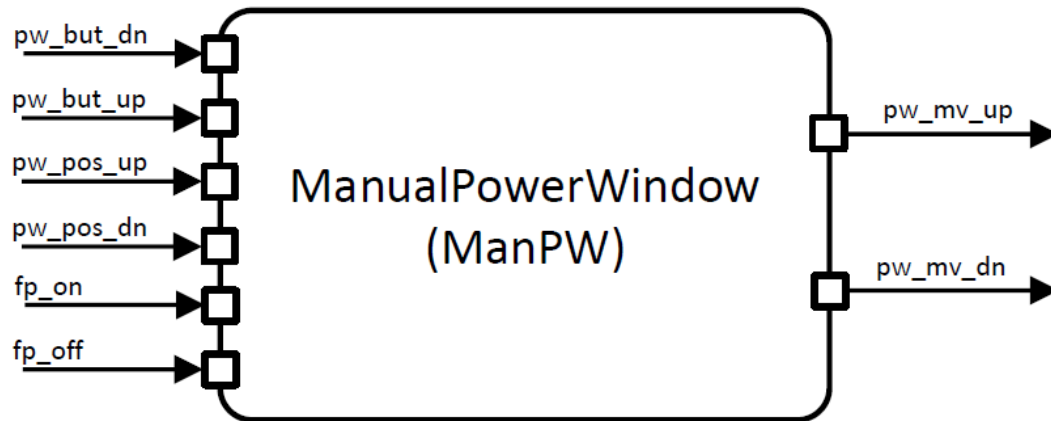 pw_but_dn
pw_but_up
pw_pos_up
pw_pos_dn
fp_on
fp_off
ManualPowerWindow
(ManPW)
pw_mv_up
pw_mv_dn